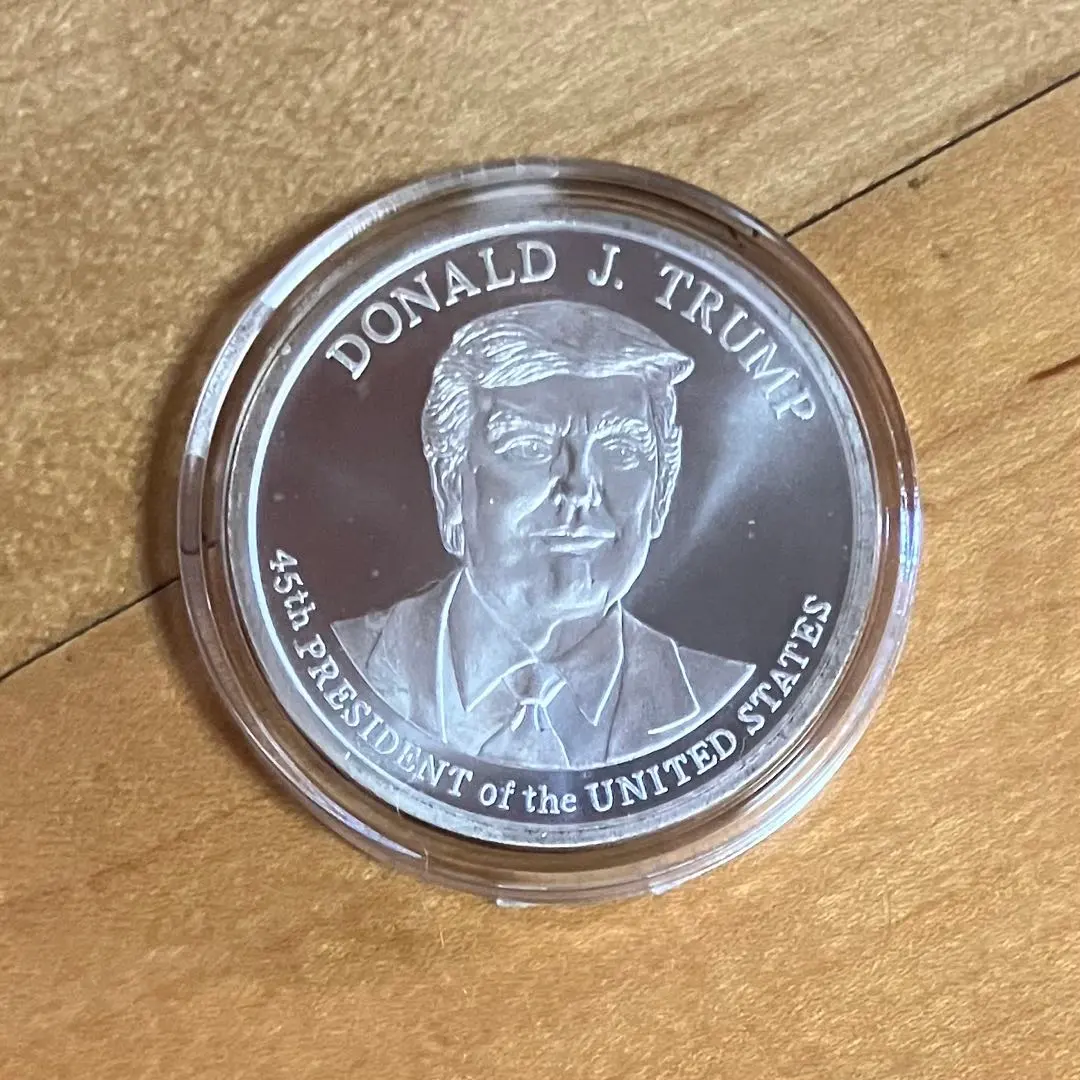 DONALD J. TRUMP
45th PRESIDENT of the UNITED STATES